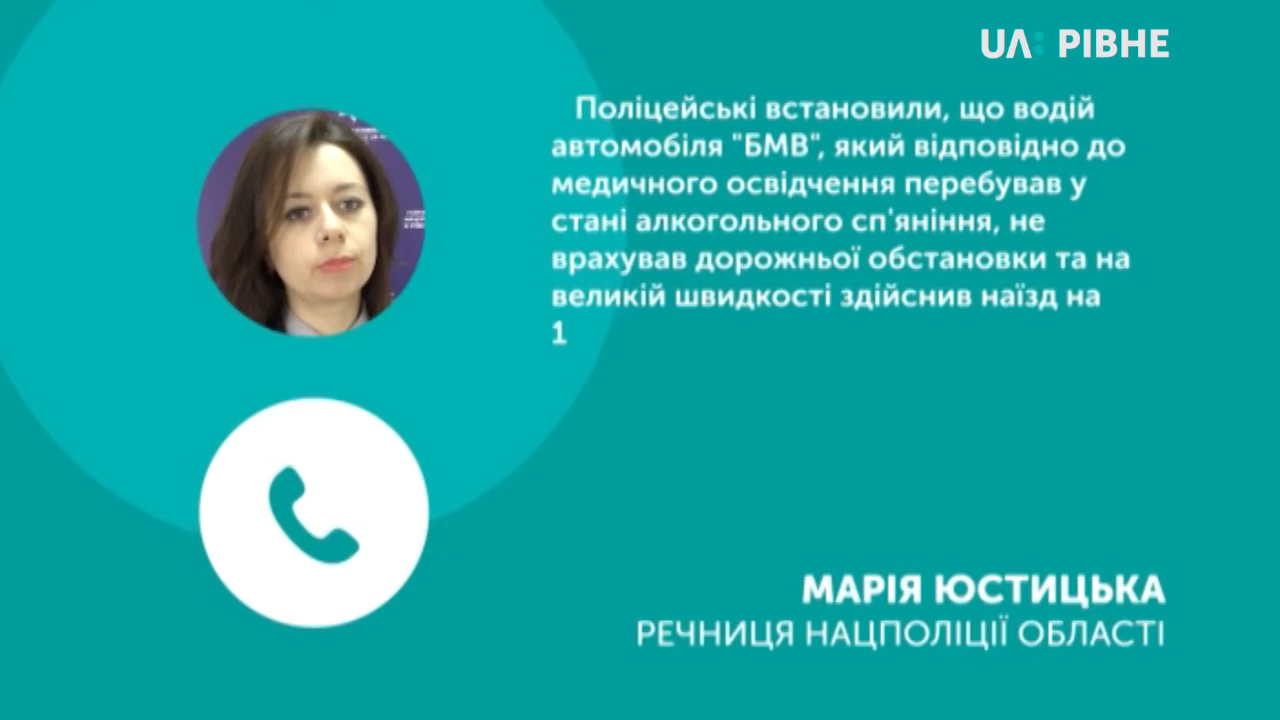 UA: РІВНЕ
Поліцейські встановили, що водій
автомобіля "БМВ", який відповідно до
медичного освідчення перебував у
стані алкогольного сп'яніння, не
врахував дорожньої обстановки та на
великій швидкості здійснив наїзд на
1
МАРІЯ ЮСТИЦЬКА
РЕЧНИЦЯ НАЦПОЛІЦІЇ ОБЛАСТІ